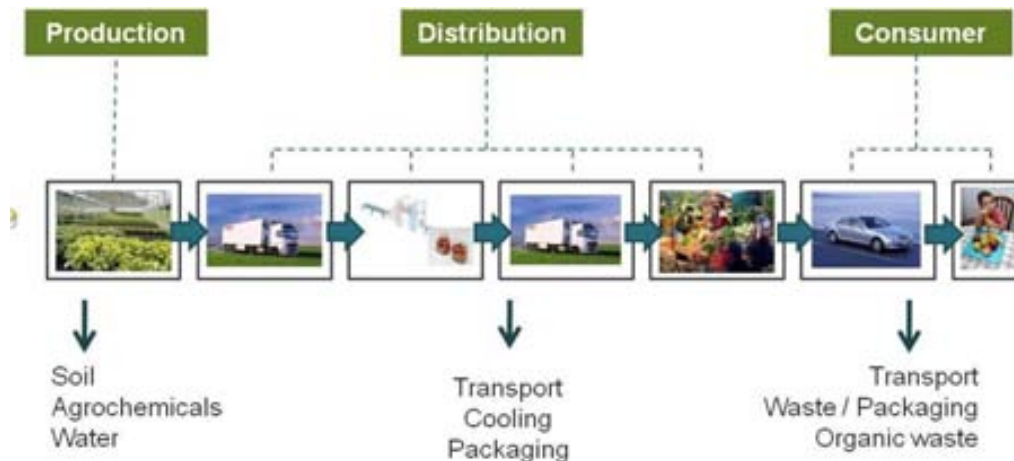 Production
Distribution
Consumer
Soil
Agrochemicals
Water
Transport
Cooling
Packaging
Transport
Waste / Packaging
Organic waste